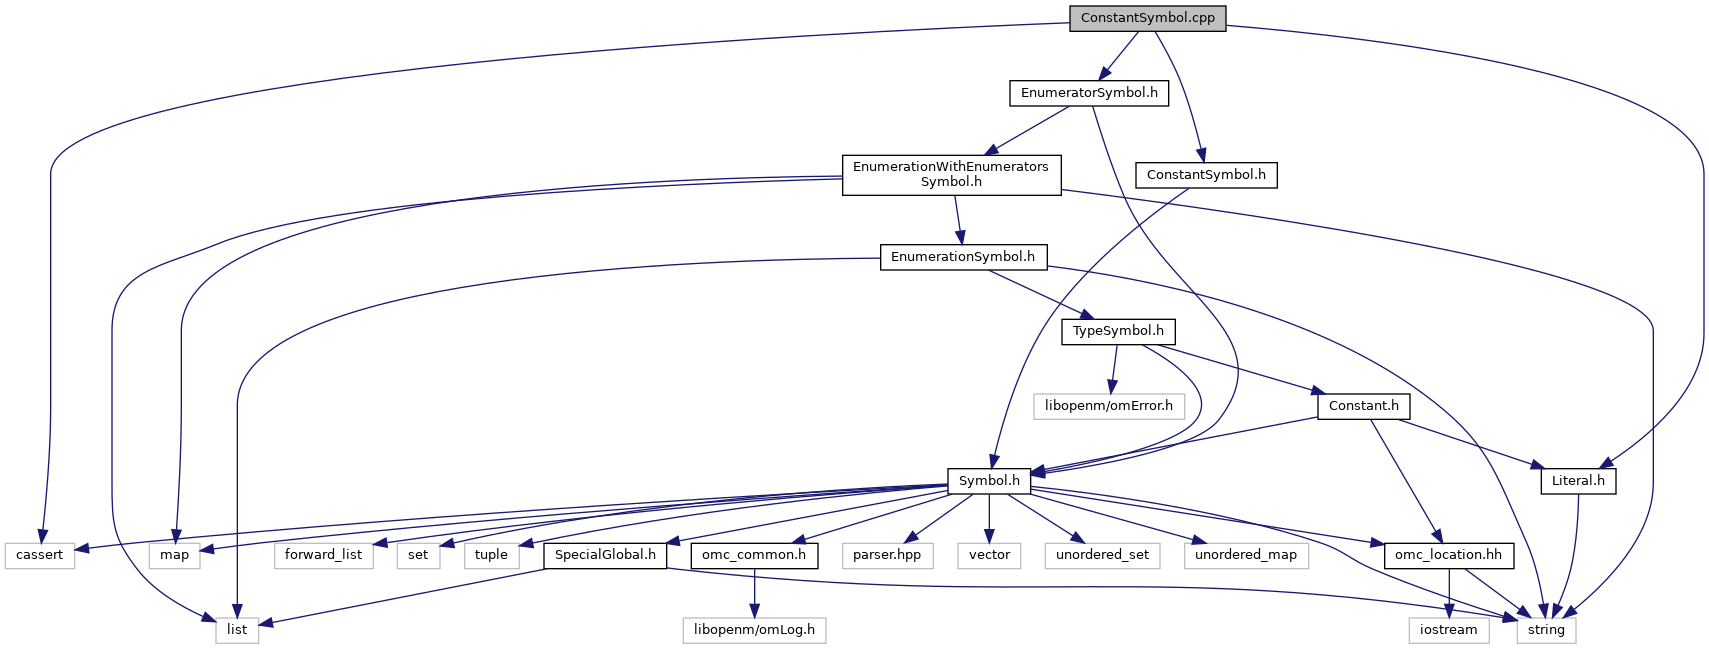 ConstantSymbol.cpp
EnumeratorSymbol.h
EnumerationWithEnumerators
Symbol.h
ConstantSymbol.h
EnumerationSymbol.h
TypeSymbol.h
libopenm/omError.h
Constant.h
Symbol.h
Literal.h
cassert
map
forward_list
set
tuple
SpecialGlobal.h
omc_common.h
parser.hpp
vector
unordered_set
unordered_map
omc_location.hh
list
libopenm/omLog.h
iostream
string